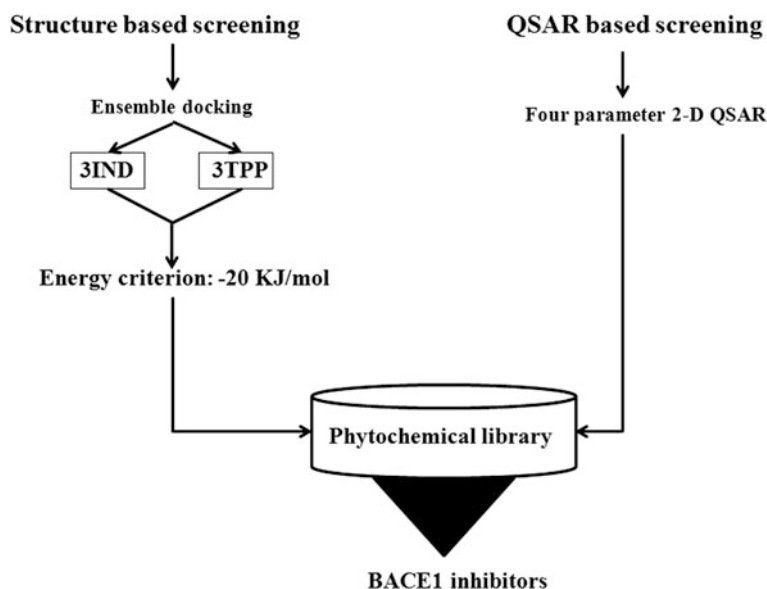 Structure based screening
QSAR based screening
Ensemble docking
Four parameter 2-D QSAR
3IND
3TPP
Energy criterion: -20 KJ/mol
Phytochemical library
BACE1 inhibitors